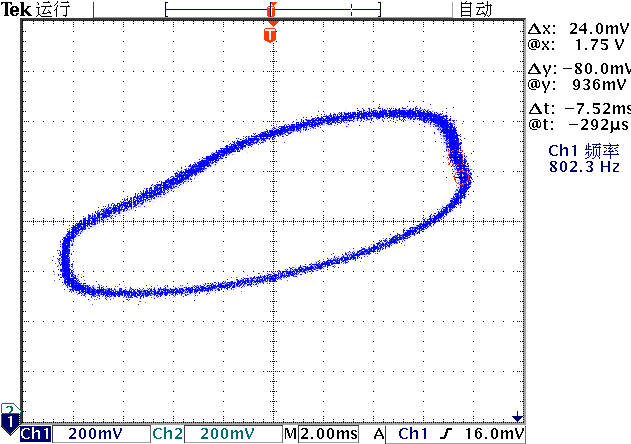 Tek 运行 自动
T
Δx: 24.0mV
@x: 1.75 V
Δy: −80.0mV
@y: 936mV
Δt: −7.52ms
@t: −292µs
Ch1 频率
802.3 Hz
2
1
Ch1 200mV Ch2 200mV M 2.00ms A Ch1 16.0mV